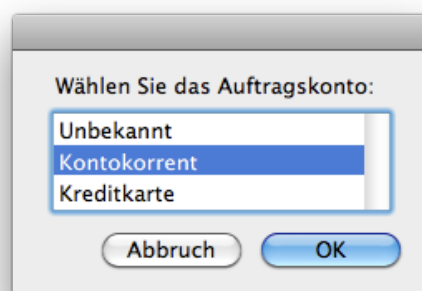 Wählen Sie das Auftragskonto:
Unbekannt
Kontokorrent
Kreditkarte
Abbruch OK